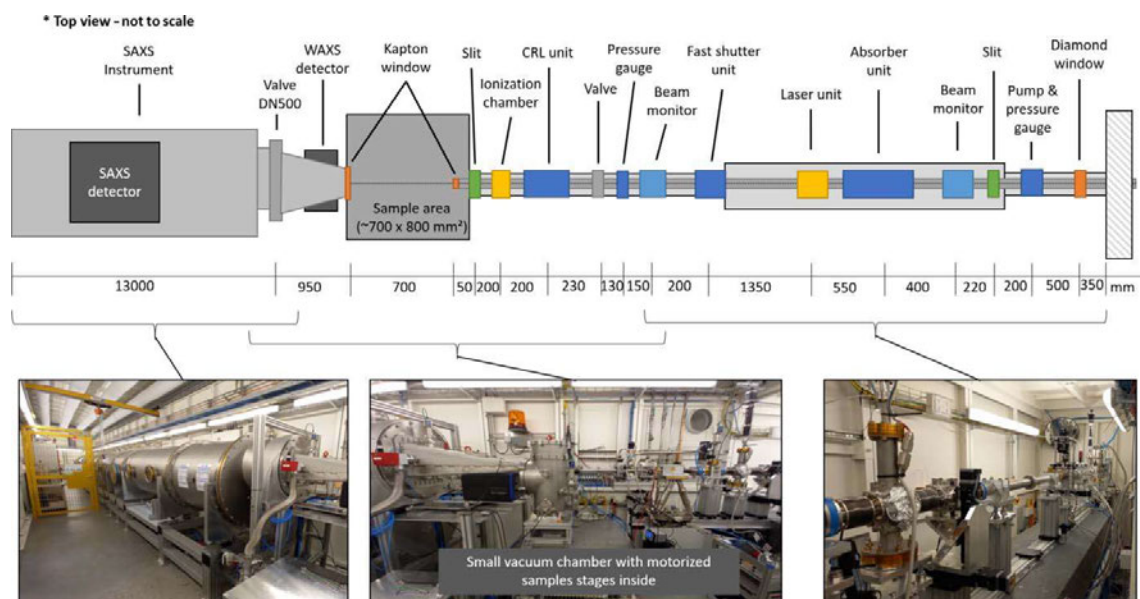 * Top view – not to scale
SAXS
Instrument
Valve
DN500
WAXS
detector
Kapton
window
Slit
Ionization
chamber
CRL unit
Valve
Pressure
gauge
Beam
monitor
Fast shutter
unit
Laser unit
Absorber
unit
Beam
monitor
Slit
Pump &
pressure
gauge
Diamond
window
SAXS
detector
Sample area
(~700 x 800 mm²)
13000
950
700
50
200
200
230
130
150
200
1350
550
400
220
200
500
350
mm
Small vacuum chamber with motorized
samples stages inside